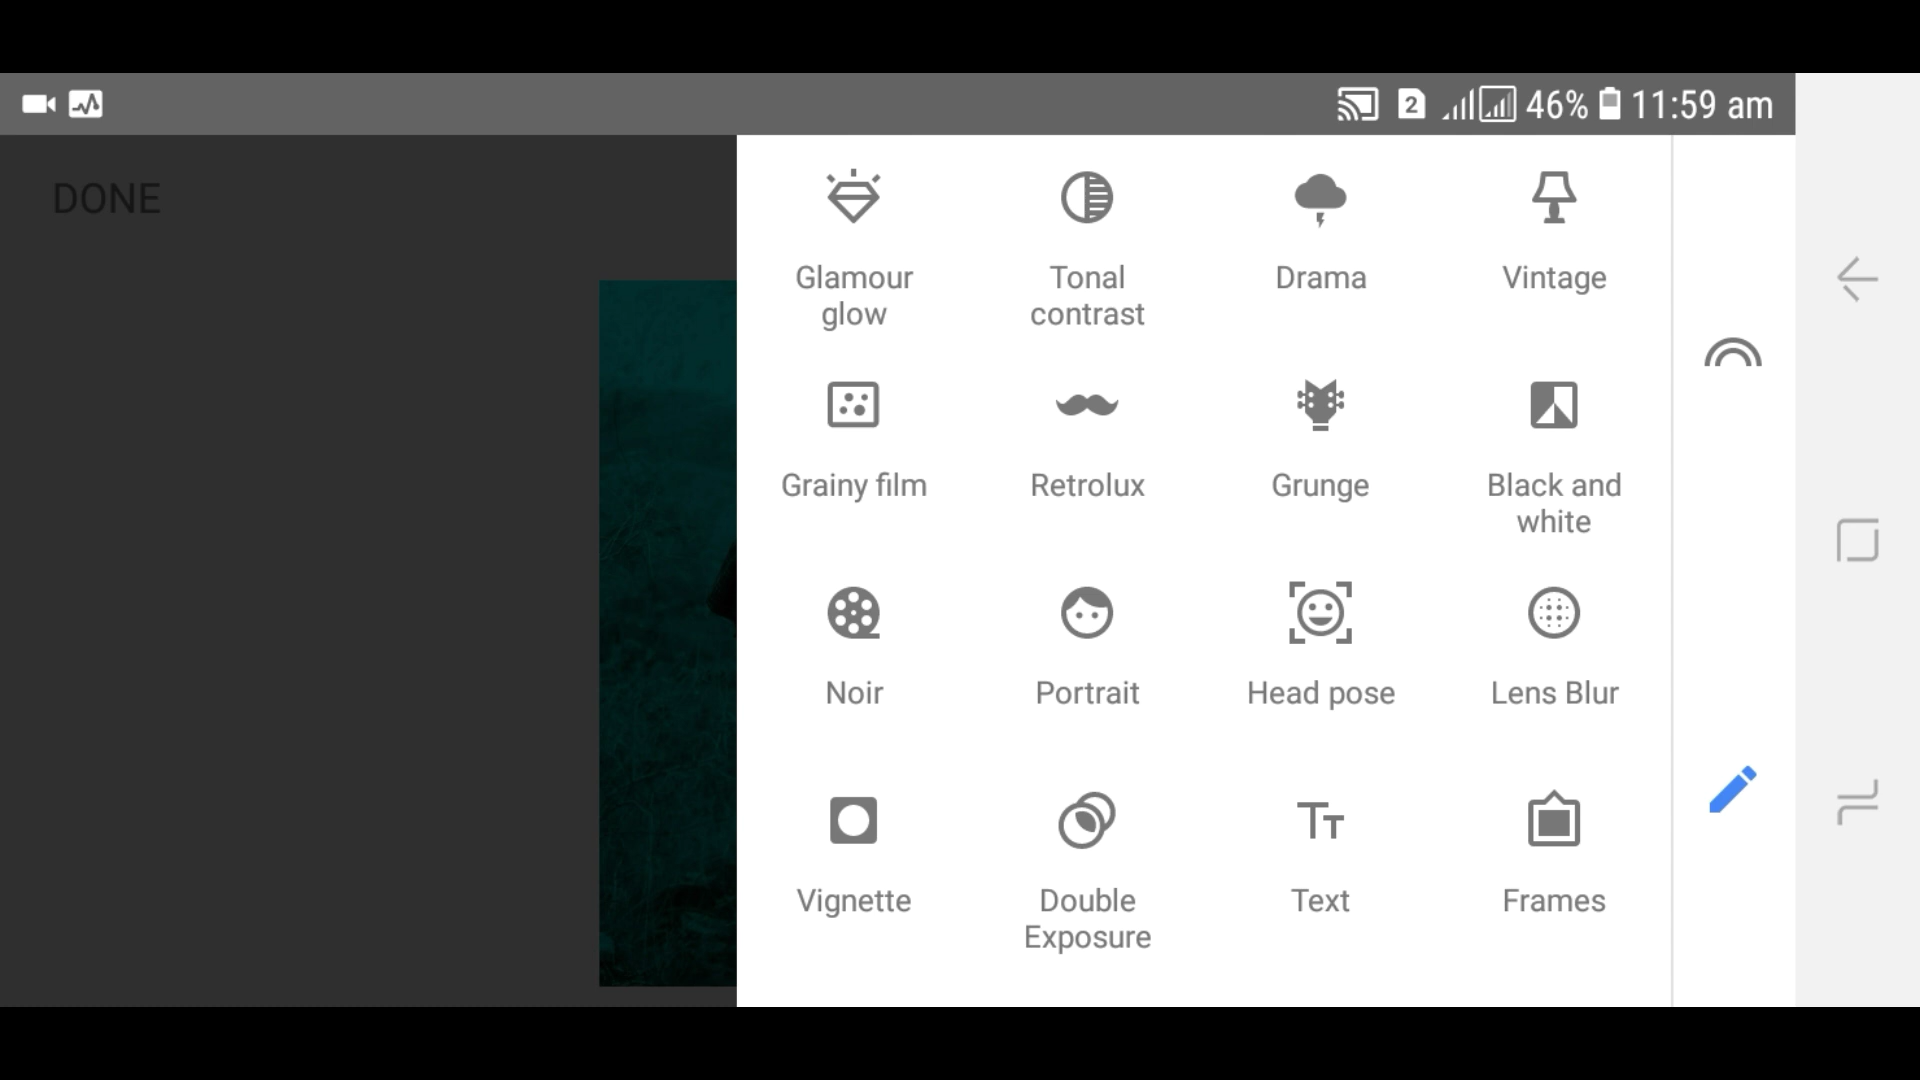 2 46% 11:59 am
DONE
Glamour
glow
Tonal
contrast
Drama
Vintage
Grainy film
Retrolux
Grunge
Black and
white
Noir
Portrait
Head pose
Lens Blur
Vignette
Double
Exposure
Text
Frames